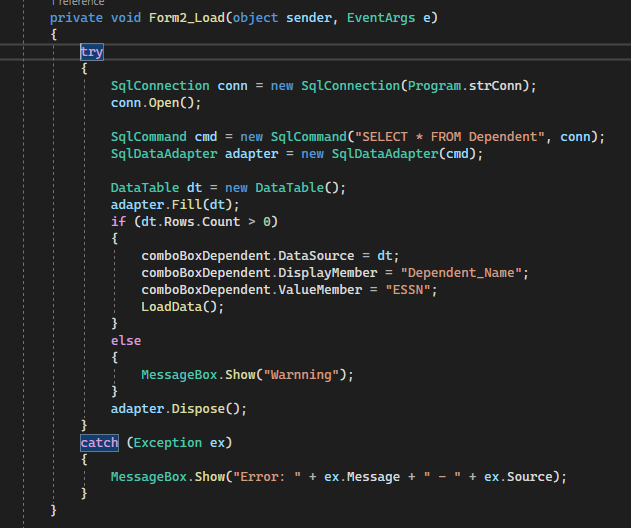 1 reference
private void Form2_Load(object sender, EventArgs e)
{
try
{
SqlConnection conn = new SqlConnection(Program.strConn);
conn.Open();
SqlCommand cmd = new SqlCommand("SELECT * FROM Dependent", conn);
SqlDataAdapter adapter = new SqlDataAdapter(cmd);
DataTable dt = new DataTable();
adapter.Fill(dt);
if (dt.Rows.Count > 0)
{
comboBoxDependent.DataSource = dt;
comboBoxDependent.DisplayMember = "Dependent_Name";
comboBoxDependent.ValueMember = "ESSN";
LoadData();
}
else
{
MessageBox.Show("Warnning");
}
adapter.Dispose();
}
catch (Exception ex)
{
MessageBox.Show("Error: " + ex.Message + " - " + ex.Source);
}
}